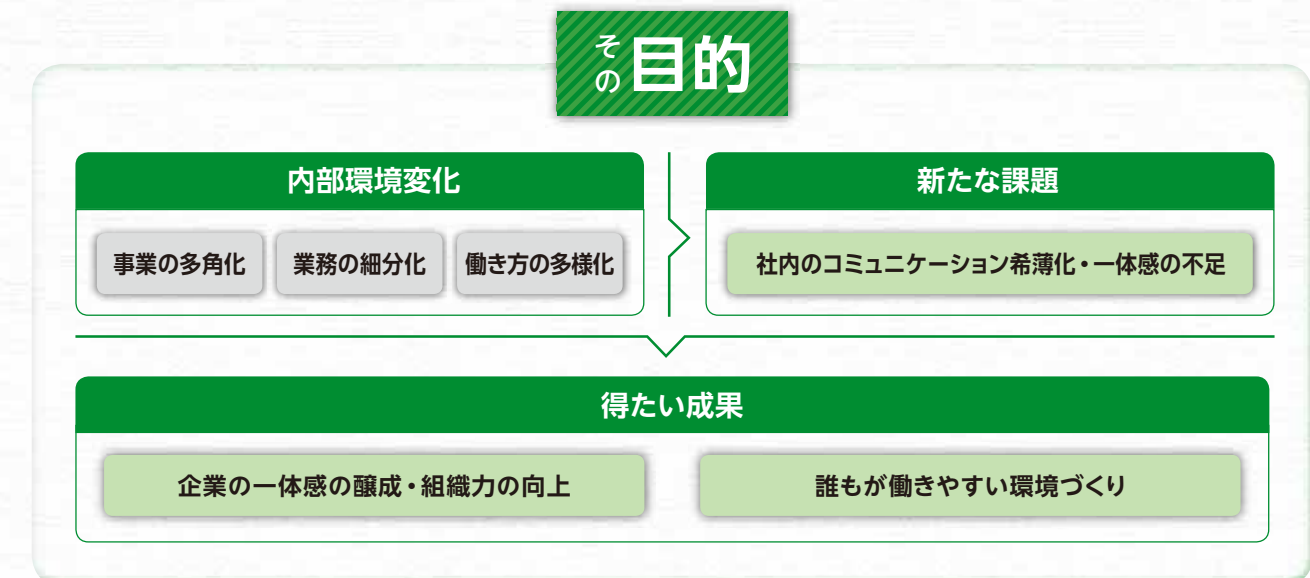 その目的
内部環境変化
事業の多角化
業務の細分化
働き方の多様化
新たな課題
社内のコミュニケーション希薄化・一体感の不足
得たい成果
企業の一体感の醸成・組織力の向上
誰もが働きやすい環境づくり